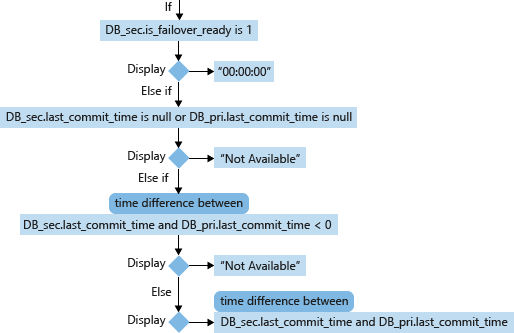 If
DB_sec.is_failover_ready is 1
Display
“00:00:00”
Else if
DB_sec.last_commit_time is null or DB_pri.last_commit_time is null
Display
“Not Available”
Else if
time difference between
DB_sec.last_commit_time and DB_pri.last_commit_time < 0
Display
“Not Available”
Else
time difference between
Display
DB_sec.last_commit_time and DB_pri.last_commit_time